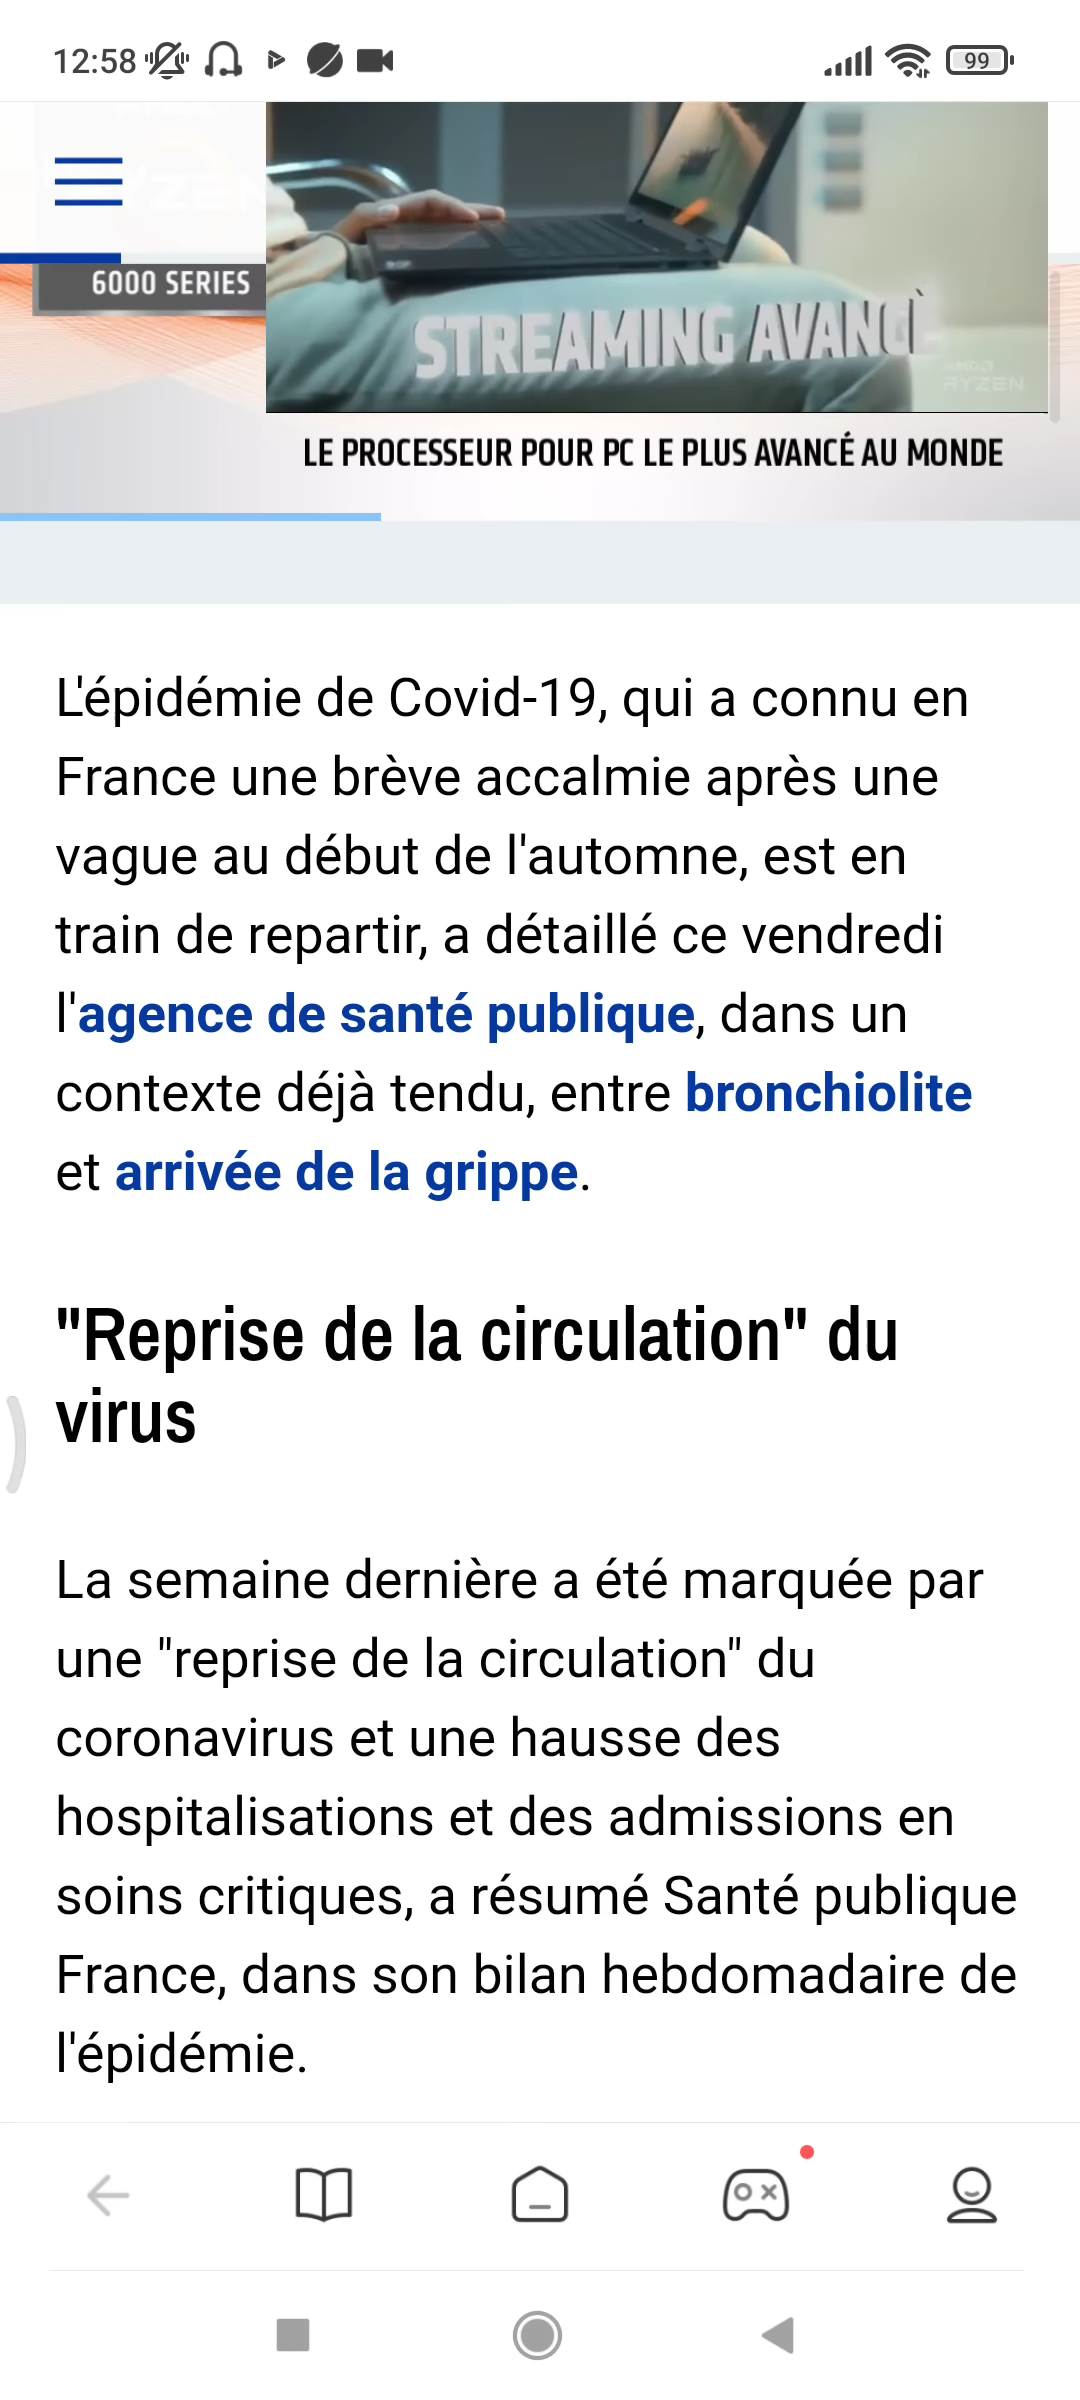 12:58
99
6000 SERIES
STREAMING
AMD
RYZEN
LE PROCESSEUR POUR PC LE PLUS AVANCÉ AU MONDE
L'épidémie de Covid-19, qui a connu en
France une brève accalmie après une
vague au début de l'automne, est en
train de repartir, a détaillé ce vendredi
l'agence de santé publique, dans un
contexte déjà tendu, entre bronchiolite
et arrivée de la grippe.
"Reprise de la circulation" du
virus
La semaine dernière a été marquée par
une "reprise de la circulation" du
coronavirus et une hausse des
hospitalisations et des admissions en
soins critiques, a résumé Santé publique
France, dans son bilan hebdomadaire de
l'épidémie.